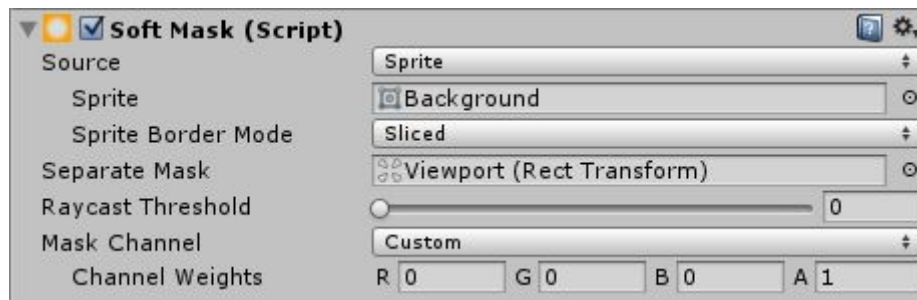 Soft Mask (Script)
Source Sprite
Sprite Background
Sprite Border Mode Sliced
Separate Mask Viewport (Rect Transform)
Raycast Threshold 0
Mask Channel Custom
Channel Weights R 0 G 0 B 0 A 1